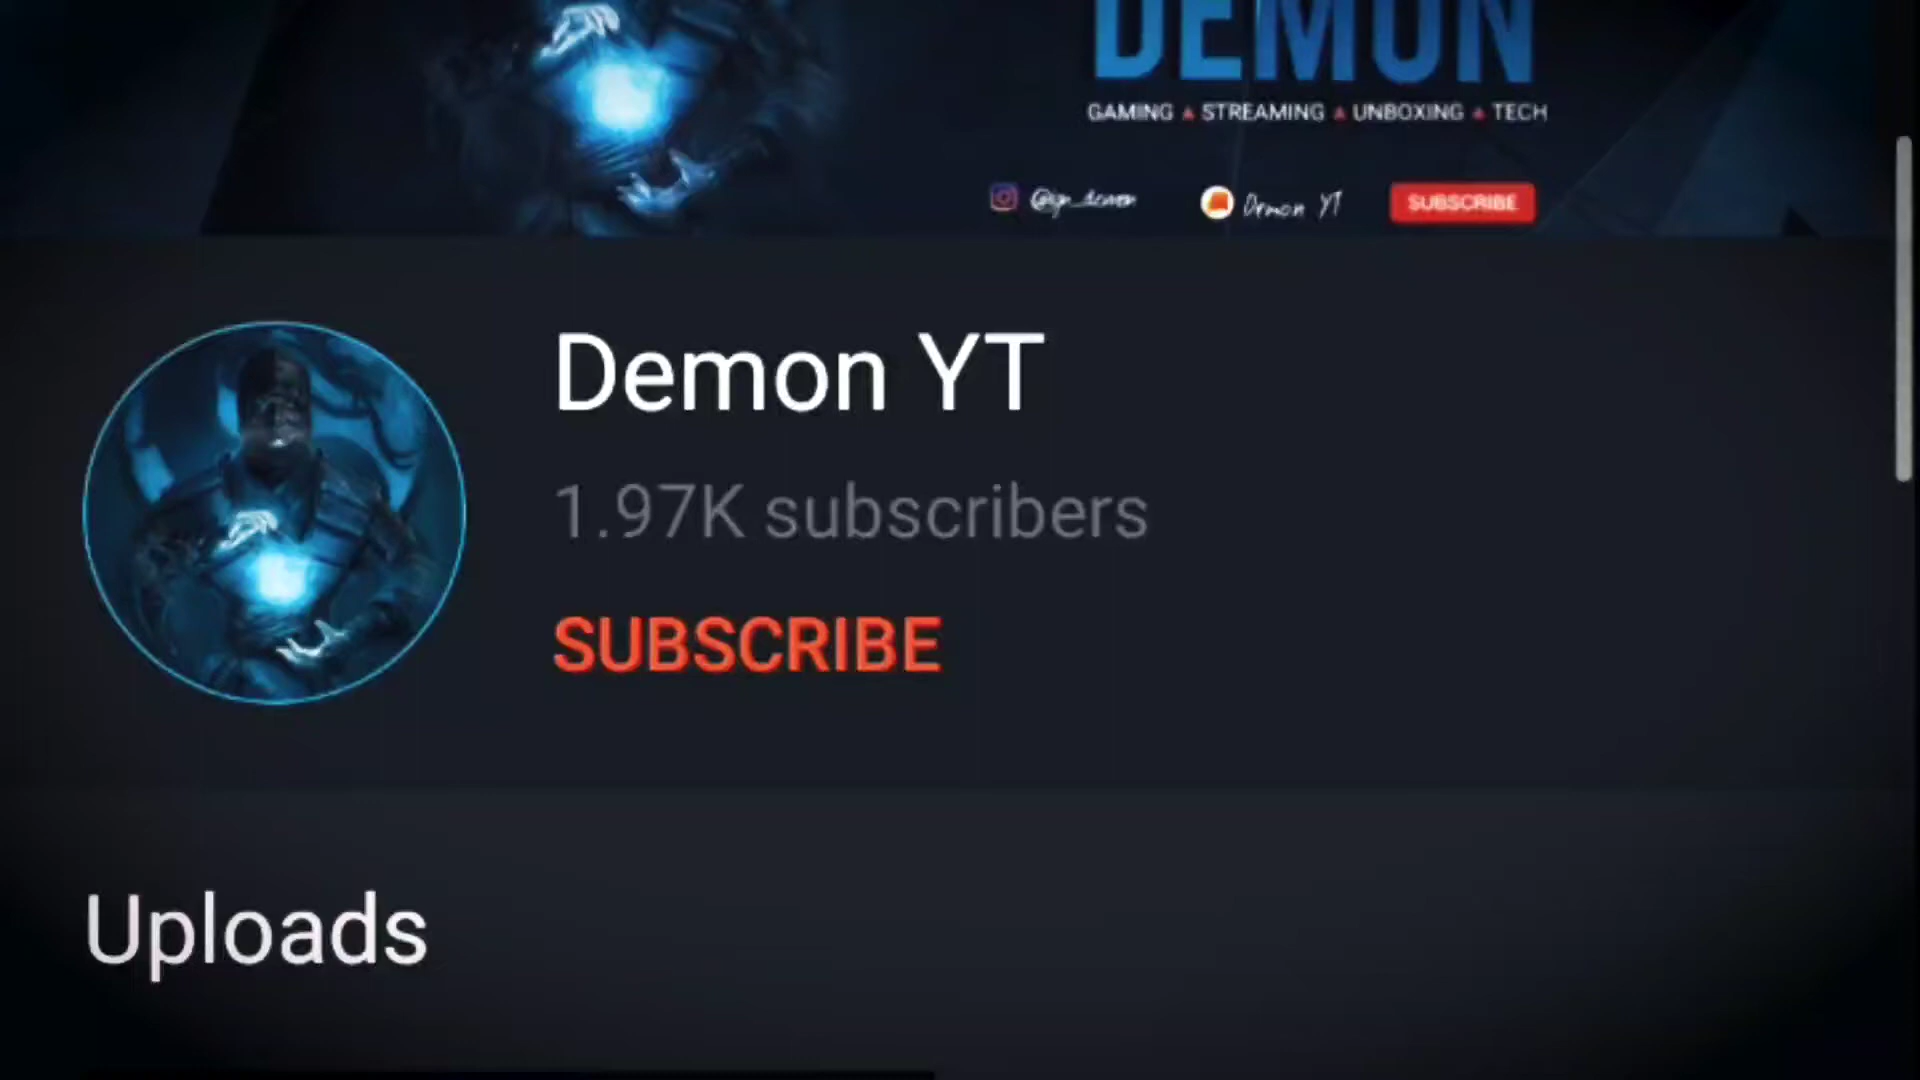 DEMON
GAMING ▲ STREAMING ▲ UNBOXING ▲ TECH
Demon YT SUBSCRIBE
Demon YT
1.97K subscribers
SUBSCRIBE
Uploads